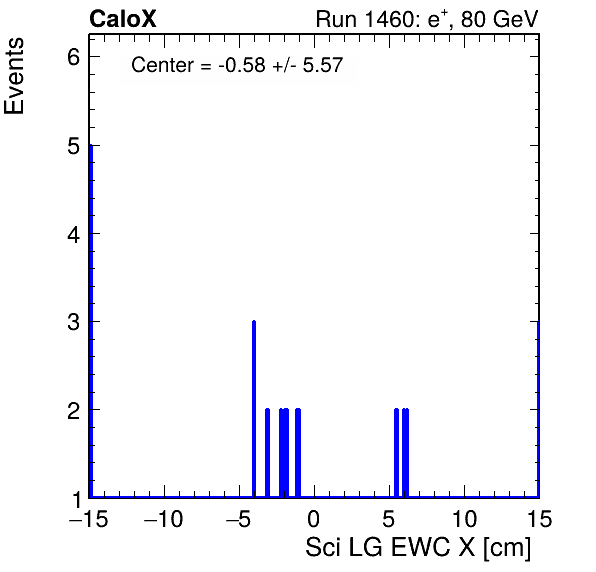 CaloX
Run 1460: e+, 80 GeV
Events
Center = -0.58 +/- 5.57
6
5
4
3
2
1
−15 −10 −5 0 5 10 15
Sci LG EWC X [cm]